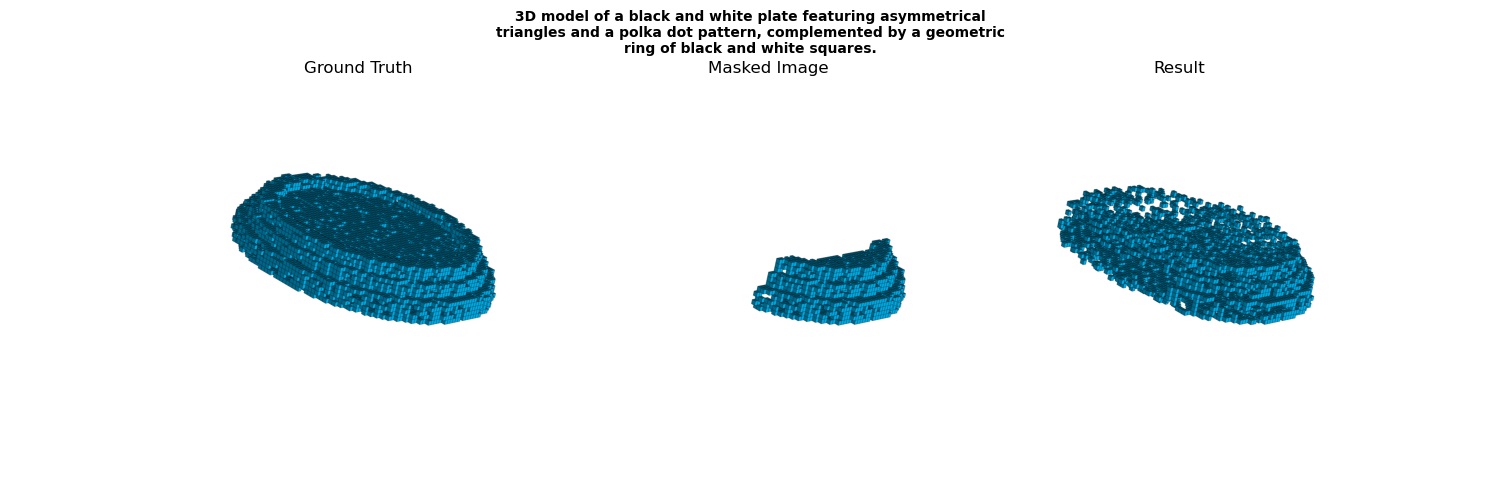 3D model of a black and white plate featuring asymmetrical
triangles and a polka dot pattern, complemented by a geometric
ring of black and white squares.
Ground Truth
Masked Image
Result